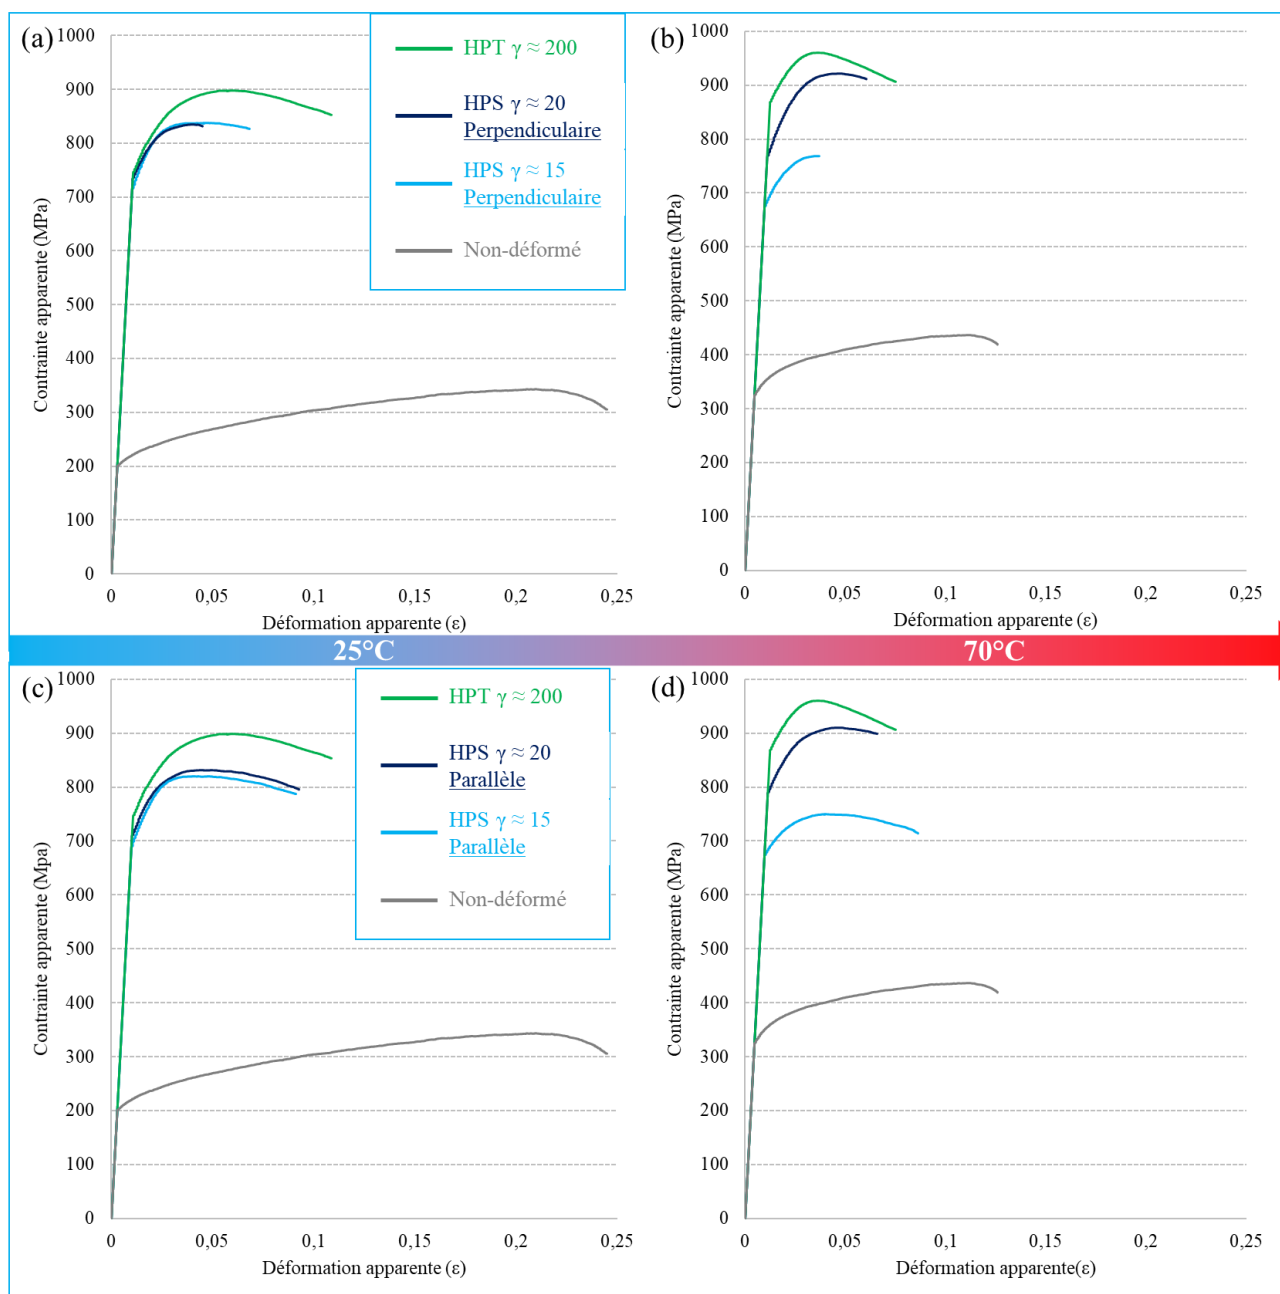 (a)
1000
900
800
700
600
500
400
300
200
100
0
Contrainte apparente (MPa)
0
0,05
0,1
0,15
0,2
0,25
Déformation apparente (ε)
HPT γ ≈ 200
HPS γ ≈ 20
Perpendiculaire
HPS γ ≈ 15
Perpendiculaire
Non-déformé
(b)
1000
900
800
700
600
500
400
300
200
100
0
Contrainte apparente (MPa)
0
0,05
0,1
0,15
0,2
0,25
Déformation apparente (ε)
25°C
70°C
(c)
1000
900
800
700
600
500
400
300
200
100
0
Contrainte apparente (Mpa)
0
0,05
0,1
0,15
0,2
0,25
Déformation apparente (ε)
HPT γ ≈ 200
HPS γ ≈ 20
Parallèle
HPS γ ≈ 15
Parallèle
Non-déformé
(d)
1000
900
800
700
600
500
400
300
200
100
0
Contrainte apparente (MPa)
0
0,05
0,1
0,15
0,2
0,25
Déformation apparente(ε)